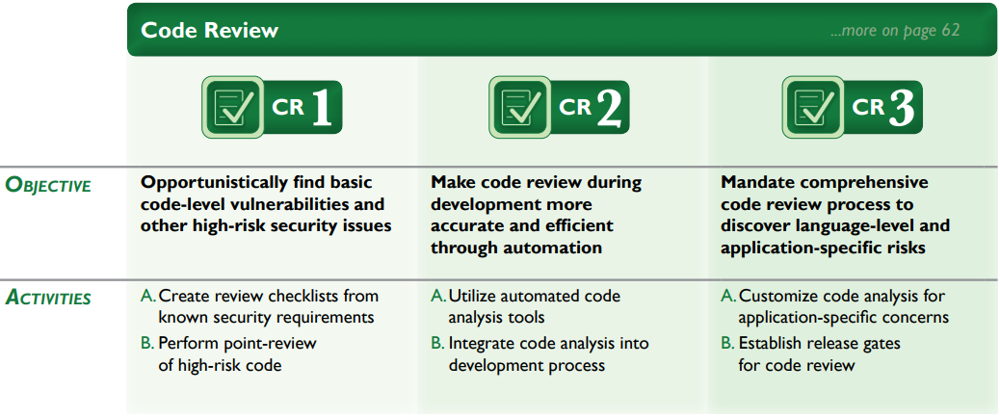 Code Review
...more on page 62
CR 1
CR 2
CR 3
OBJECTIVE
Opportunistically find basic
code-level vulnerabilities and
other high-risk security issues
Make code review during
development more
accurate and efficient
through automation
Mandate comprehensive
code review process to
discover language-level and
application-specific risks
ACTIVITIES
A. Create review checklists from
known security requirements
B. Perform point-review
of high-risk code
A. Utilize automated code
analysis tools
B. Integrate code analysis into
development process
A. Customize code analysis for
application-specific concerns
B. Establish release gates
for code review